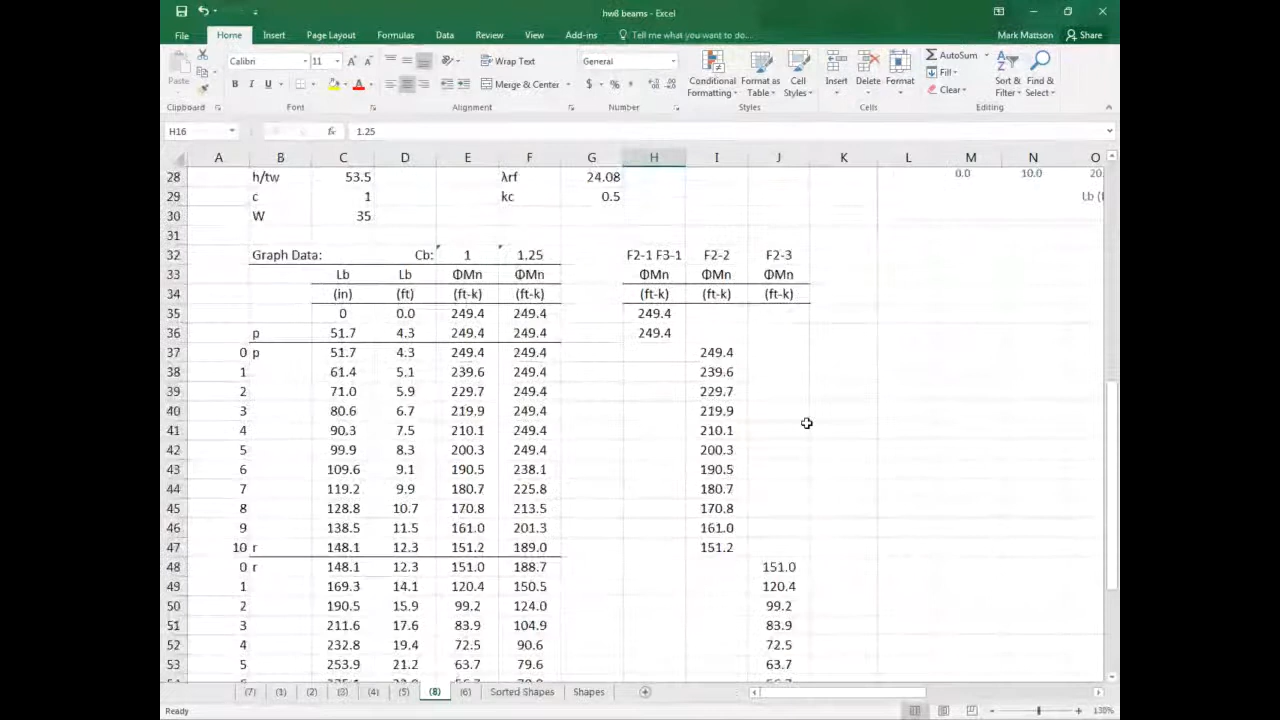 hw8 beams - Excel
File Home Insert Page Layout Formulas Data Review View Add-ins Tell me what you want to do... Mark Mattson Share
Paste Calibri 11 A A Wrap Text General Conditional Formatting Format as Table Cell Styles Insert Delete Format AutoSum Sort & Filter Find & Select
B I U A Merge & Center $ % , Fill
Clear
Clipboard Font Alignment Number Styles Cells Editing
H16 fx 1.25
A B C D E F G H I J K L M N O
28 h/tw 53.5 λrf 24.08 0.0 10.0 20.
29 c 1 kc 0.5 Lb (
30 W 35
31
32 Graph Data: Cb: 1 1.25 F2-1 F3-1 F2-2 F2-3
33 Lb Lb ΦMn ΦMn ΦMn ΦMn ΦMn
34 (in) (ft) (ft-k) (ft-k) (ft-k) (ft-k) (ft-k)
35 0 0.0 249.4 249.4 249.4
36 p 51.7 4.3 249.4 249.4 249.4
37 0 p 51.7 4.3 249.4 249.4 249.4
38 1 61.4 5.1 239.6 249.4 239.6
39 2 71.0 5.9 229.7 249.4 229.7
40 3 80.6 6.7 219.9 249.4 219.9
41 4 90.3 7.5 210.1 249.4 210.1
42 5 99.9 8.3 200.3 249.4 200.3
43 6 109.6 9.1 190.5 238.1 190.5
44 7 119.2 9.9 180.7 225.8 180.7
45 8 128.8 10.7 170.8 213.5 170.8
46 9 138.5 11.5 161.0 201.3 161.0
47 10 r 148.1 12.3 151.2 189.0 151.2
48 0 r 148.1 12.3 151.0 188.7 151.0
49 1 169.3 14.1 120.4 150.5 120.4
50 2 190.5 15.9 99.2 124.0 99.2
51 3 211.6 17.6 83.9 104.9 83.9
52 4 232.8 19.4 72.5 90.6 72.5
53 5 253.9 21.2 63.7 79.6 63.7
(7) (1) (2) (3) (4) (5) (8) (6) Sorted Shapes Shapes
Ready 130%